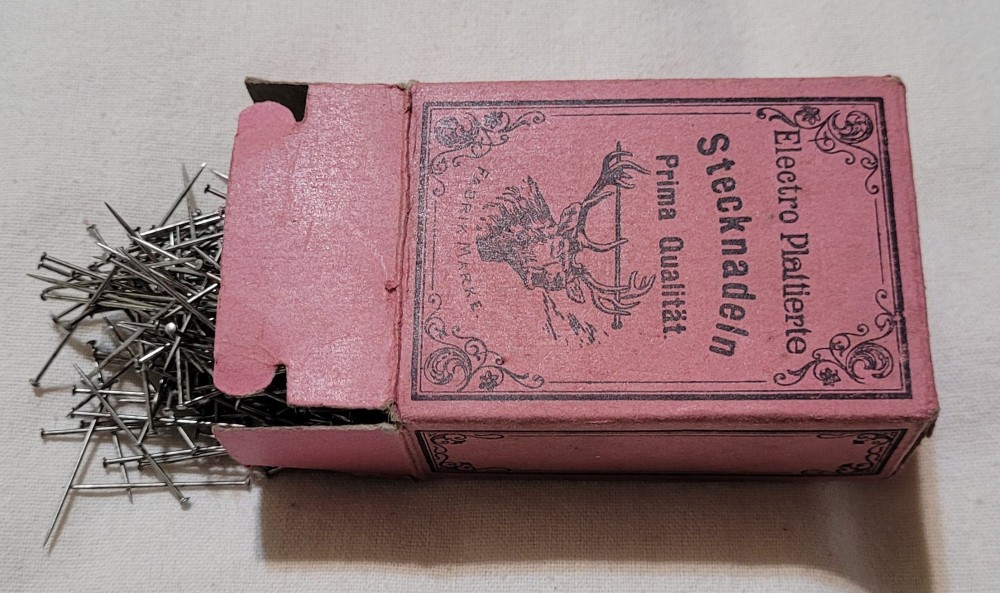 Electro Plattierte
Stecknadeln
Prima Qualität
FABRIK MARKE.